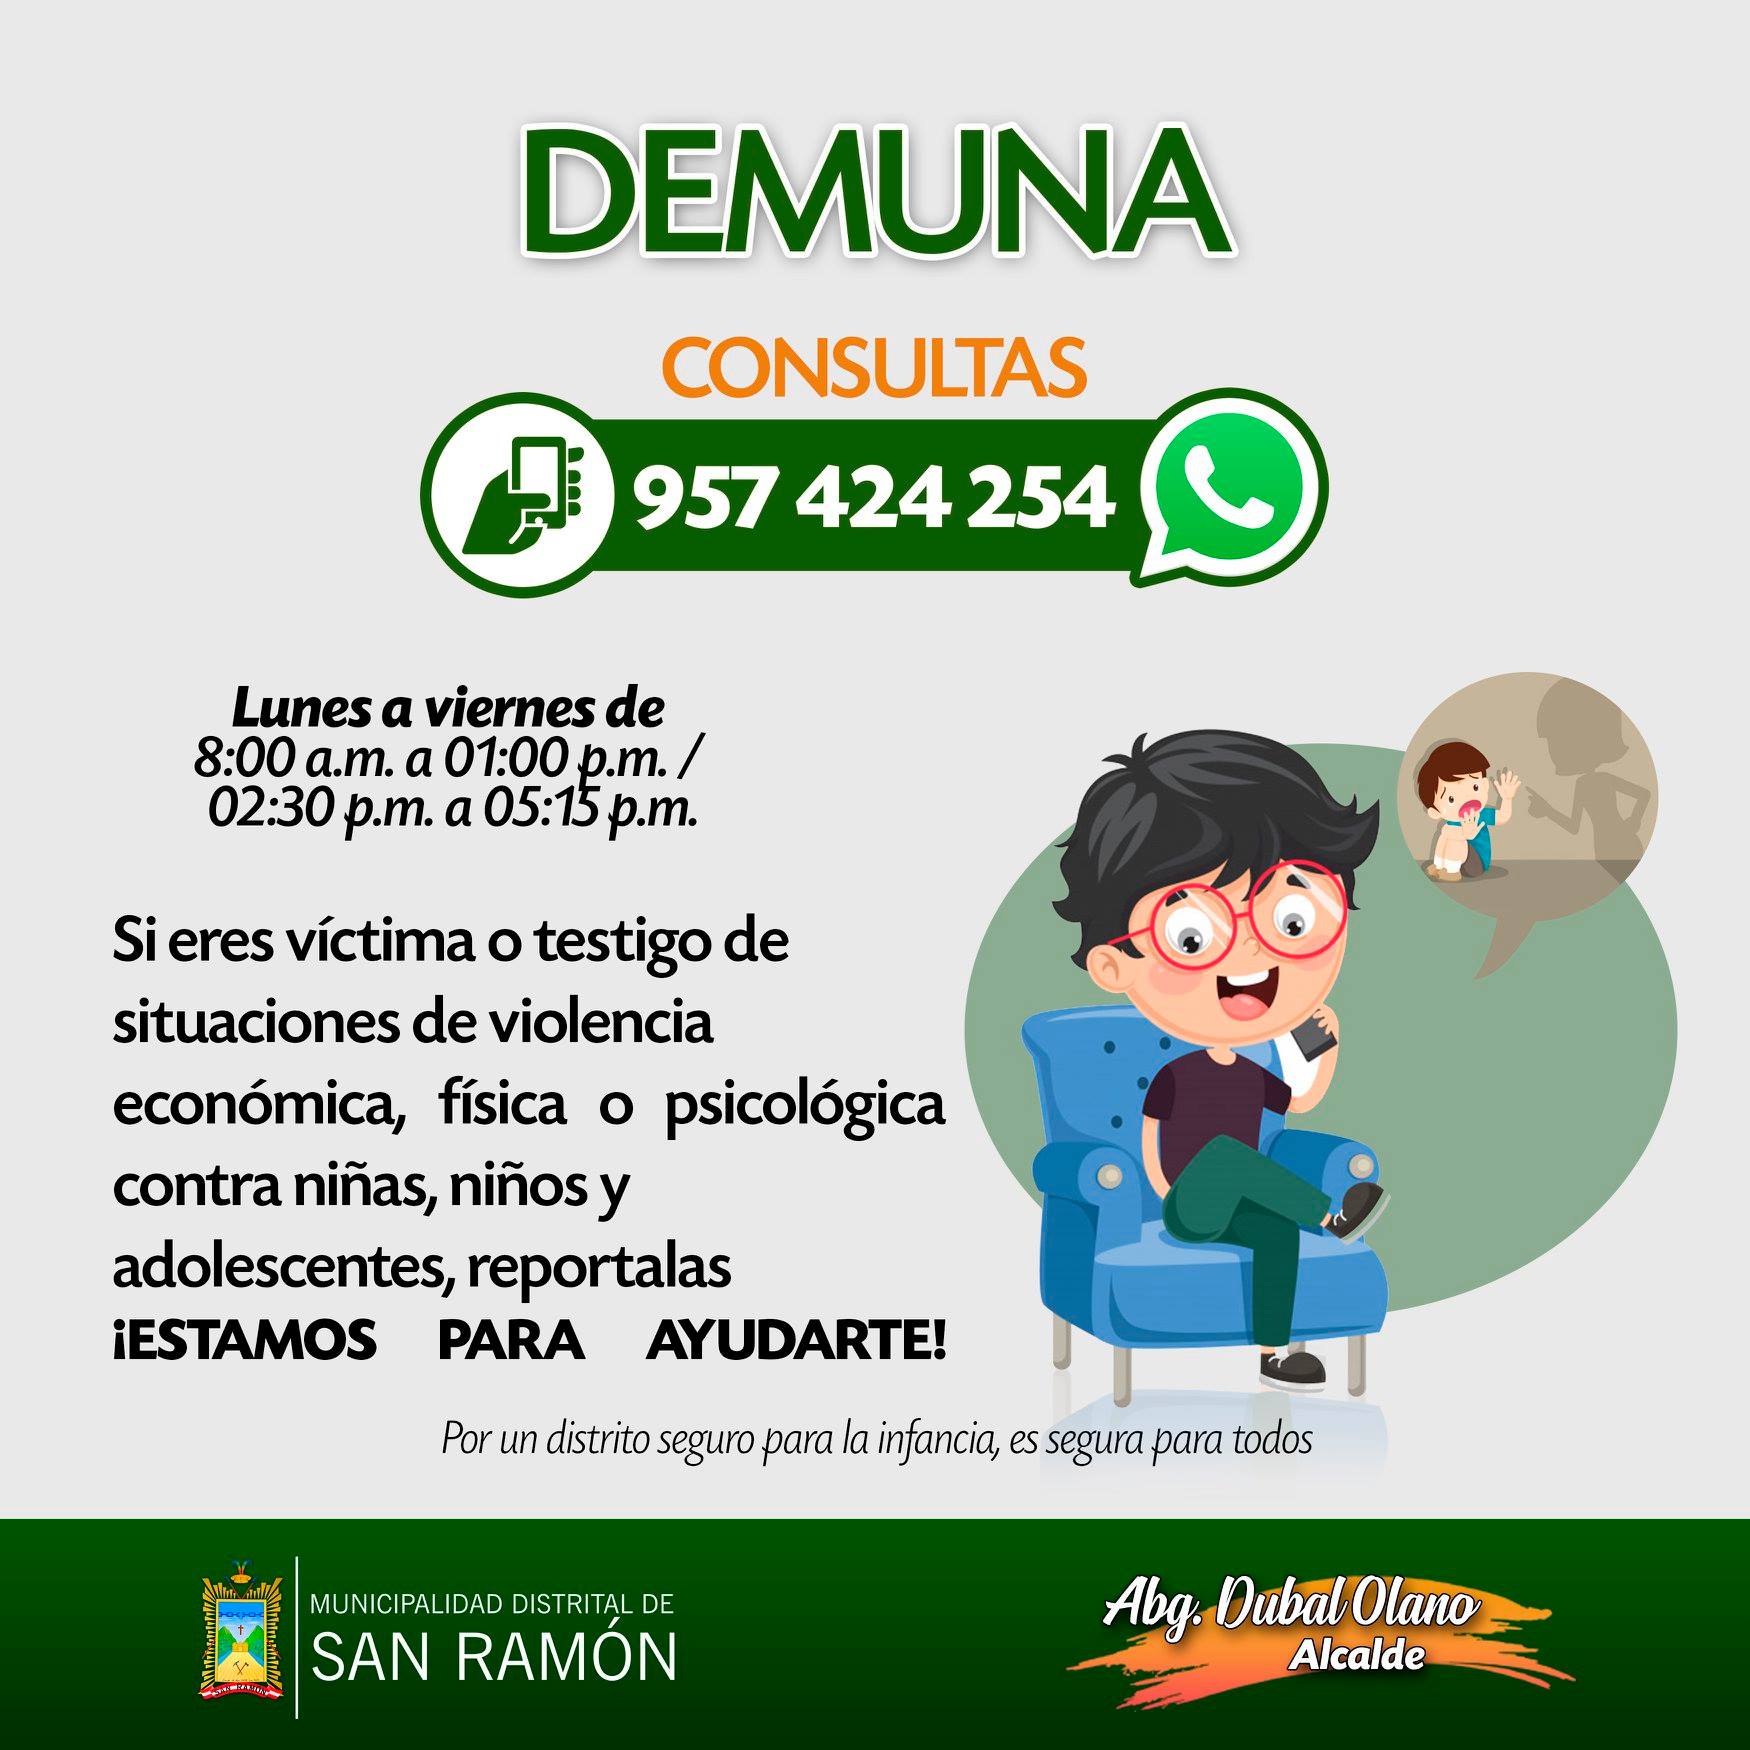 DEMUNA
CONSULTAS
957 424 254
Lunes a viernes de
8:00 a.m. a 01:00 p.m. /
02:30 p.m. a 05:15 p.m.
Si eres víctima o testigo de
situaciones de violencia
económica, física o psicológica
contra niñas, niños y
adolescentes, reportalas
¡ESTAMOS PARA AYUDARTE!
Por un distrito seguro para la infancia, es segura para todos
SAN RAMON
MUNICIPALIDAD DISTRITAL DE
SAN RAMÓN
Abg. Dubal Olano
Alcalde